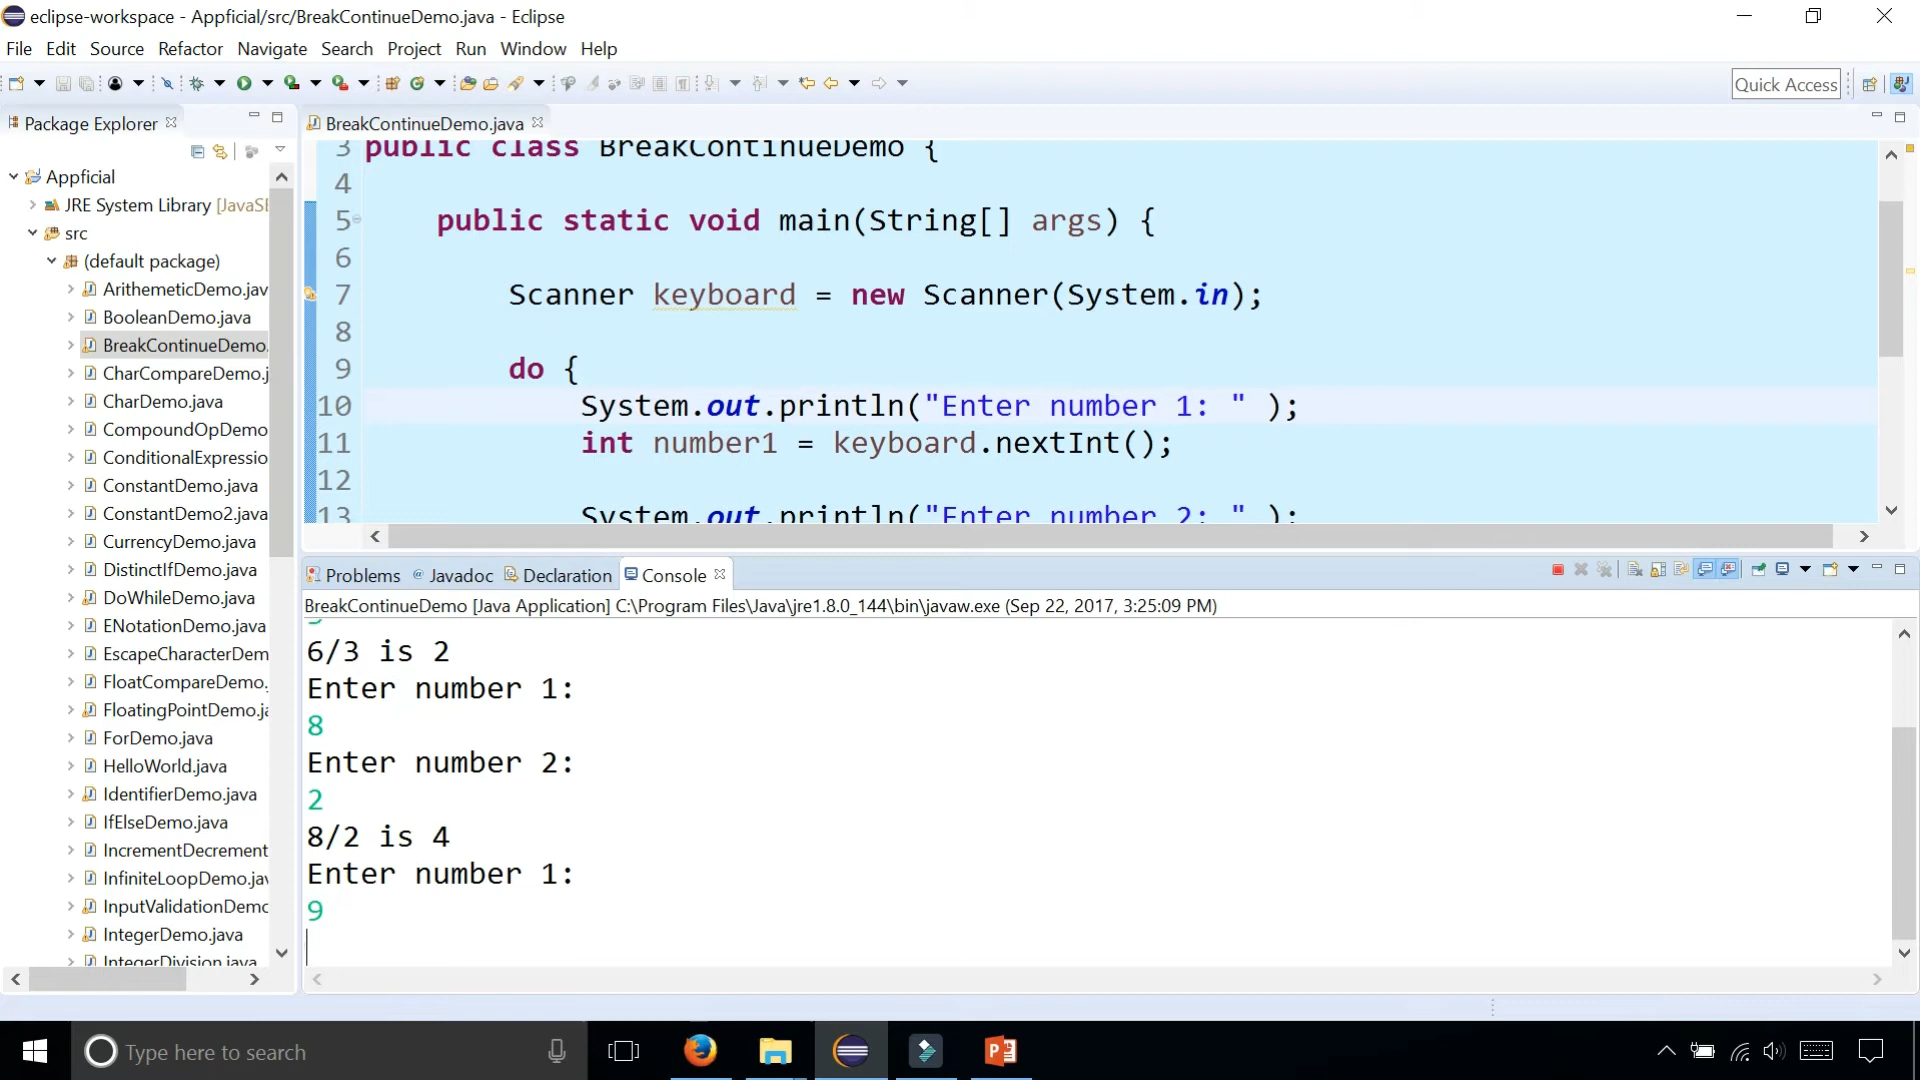 eclipse-workspace - Appficial/src/BreakContinueDemo.java - Eclipse
File Edit Source Refactor Navigate Search Project Run Window Help
Quick Access
Package Explorer
Appficial
JRE System Library [JavaSE
src
(default package)
ArithemeticDemo.jav
BooleanDemo.java
BreakContinueDemo.
CharCompareDemo.j
CharDemo.java
CompoundOpDemo
ConditionalExpressio
ConstantDemo.java
ConstantDemo2.java
CurrencyDemo.java
DistinctIfDemo.java
DoWhileDemo.java
ENotationDemo.java
EscapeCharacterDem
FloatCompareDemo.
FloatingPointDemo.ja
ForDemo.java
HelloWorld.java
IdentifierDemo.java
IfElseDemo.java
IncrementDecrement
InfiniteLoopDemo.jav
InputValidationDemo
IntegerDemo.java
IntegerDivision.java
BreakContinueDemo.java
3 public class BreakContinueDemo {
4
5 public static void main(String[] args) {
6
7 Scanner keyboard = new Scanner(System.in);
8
9 do {
10 System.out.println("Enter number 1: " );
11 int number1 = keyboard.nextInt();
12
13 System.out.println("Enter number 2: " );
Problems Javadoc Declaration Console
BreakContinueDemo [Java Application] C:\Program Files\Java\jre1.8.0_144\bin\javaw.exe (Sep 22, 2017, 3:25:09 PM)
6/3 is 2
Enter number 1:
8
Enter number 2:
2
8/2 is 4
Enter number 1:
9
Type here to search